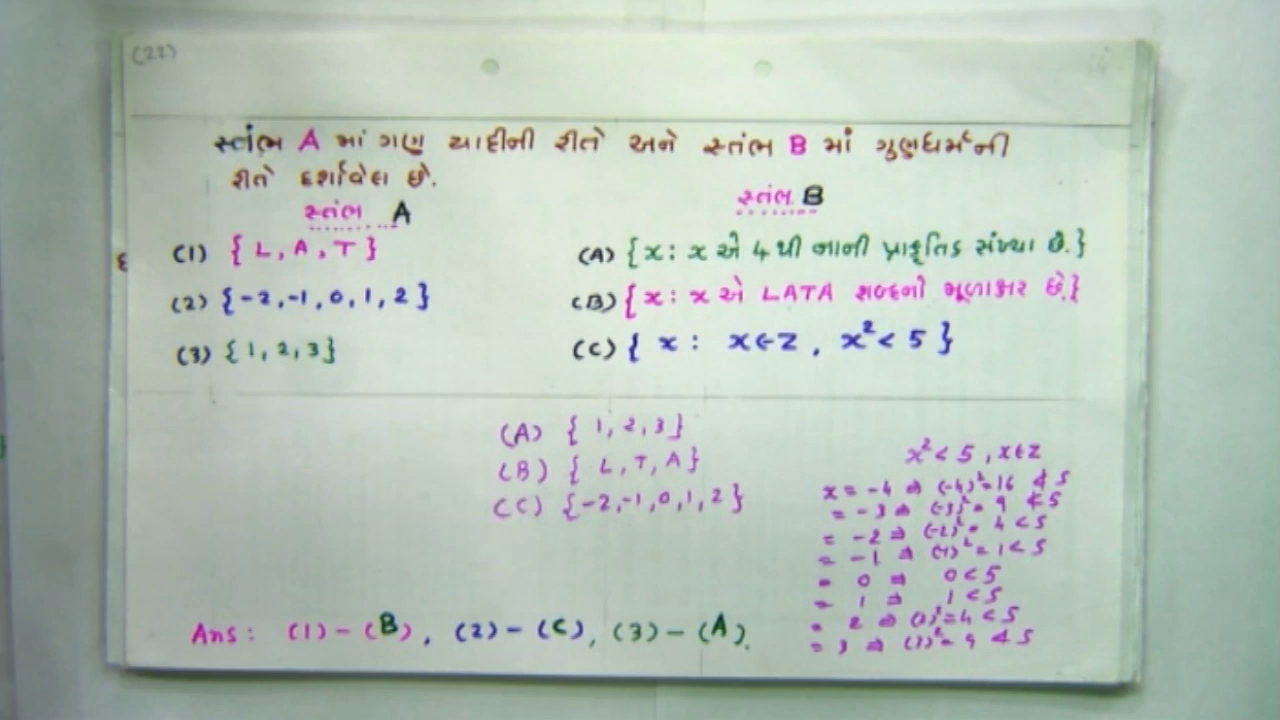 (22)
સ્તંભ A માં ગણ યાદીની રીતે અને સ્તંભ B માં ગુણધર્મની
રીતે દર્શાવેલ છે.
સ્તંભ A
(1) { L, A, T }
(2) {-2,-1, 0, 1, 2 }
(3) { 1, 2, 3 }
સ્તંભ B
(A) { x : x એ 4 થી નાની પ્રાકૃતિક સંખ્યા છે. }
(B) { x : x એ LATA શબ્દનો મૂળાક્ષર છે. }
(C) { x : x∈Z , x² < 5 }
(A) { 1, 2, 3 }
(B) { L, T, A }
(C) {-2,-1, 0, 1, 2 }
x² < 5 , x∈Z
x = -4 ⇒ (-4)² = 16 ≮ 5
= -3 ⇒ (-3)² = 9 ≮ 5
= -2 ⇒ (-2)² = 4 < 5
= -1 ⇒ (-1)² = 1 < 5
= 0 ⇒ 0 < 5
= 1 ⇒ 1 < 5
= 2 ⇒ (2)² = 4 < 5
= 3 ⇒ (3)² = 9 ≮ 5
Ans : (1) - (B) , (2) - (C) , (3) - (A).